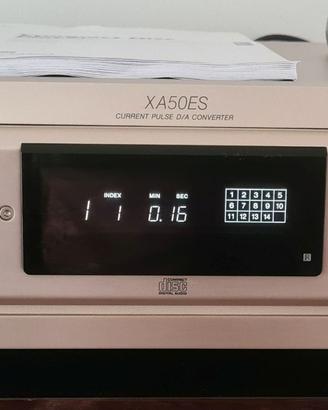 XA50ES
CURRENT PULSE D/A CONVERTER
INDEX MIN SEC
1 1 0.16
1 2 3 4 5
6 7 8 9 10
11 12 13 14
R
COMPACT
disc
DIGITAL AUDIO